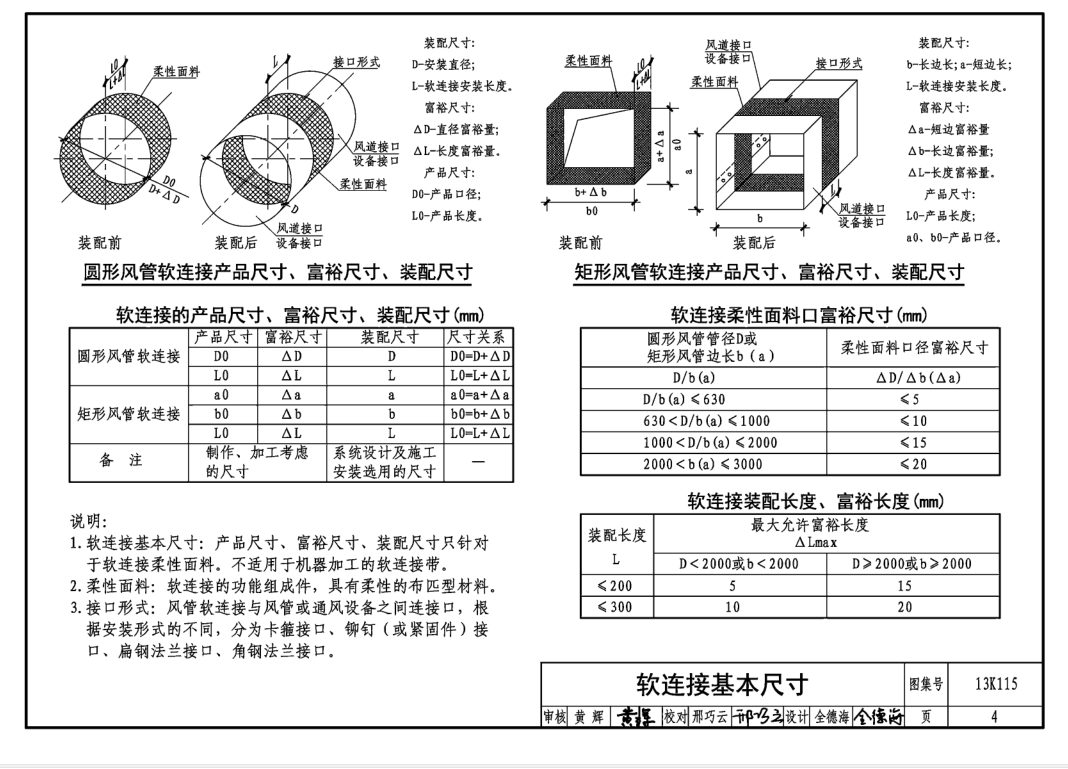 L0
L+ΔL
柔性面料
D0
D+ΔD
装配前
L
接口形式
风道接口
设备接口
柔性面料
D
风道接口
设备接口
装配后
装配尺寸:
D-安装直径;
L-软连接安装长度。
富裕尺寸:
ΔD-直径富裕量;
ΔL-长度富裕量。
产品尺寸:
D0-产品口径;
L0-产品长度。
圆形风管软连接产品尺寸、富裕尺寸、装配尺寸
柔性面料
L0
L+ΔL
a+Δa
a0
b+Δb
b0
装配前
风道接口
设备接口
柔性面料
接口形式
a
b
L
风道接口
设备接口
装配后
装配尺寸:
b-长边长;a-短边长;
L-软连接安装长度。
富裕尺寸:
Δa-短边富裕量
Δb-长边富裕量;
ΔL-长度富裕量。
产品尺寸:
L0-产品长度;
a0、b0-产品口径。
矩形风管软连接产品尺寸、富裕尺寸、装配尺寸
软连接的产品尺寸、富裕尺寸、装配尺寸(mm)
产品尺寸 富裕尺寸 装配尺寸 尺寸关系
圆形风管软连接 D0 ΔD D D0=D+ΔD
L0 ΔL L L0=L+ΔL
矩形风管软连接 a0 Δa a a0=a+Δa
b0 Δb b b0=b+Δb
L0 ΔL L L0=L+ΔL
备 注 制作、加工考虑 系统设计及施工 —
的尺寸 安装选用的尺寸
说明:
1.软连接基本尺寸:产品尺寸、富裕尺寸、装配尺寸只针对
于软连接柔性面料。不适用于机器加工的软连接带。
2.柔性面料:软连接的功能组成件,具有柔性的布匹型材料。
3.接口形式:风管软连接与风管或通风设备之间连接口,根
据安装形式的不同,分为卡箍接口、铆钉(或紧固件)接
口、扁钢法兰接口、角钢法兰接口。
软连接柔性面料口富裕尺寸(mm)
圆形风管管径D或 柔性面料口径富裕尺寸
矩形风管边长b(a)
D/b(a) ΔD/Δb(Δa)
D/b(a)≤630 ≤5
630<D/b(a)≤1000 ≤10
1000<D/b(a)≤2000 ≤15
2000<b(a)≤3000 ≤20
软连接装配长度、富裕长度(mm)
装配长度 最大允许富裕长度
L ΔLmax
D<2000或b<2000 D≥2000或b≥2000
≤200 5 15
≤300 10 20
软连接基本尺寸 图集号 13K115
审核 黄辉 黄辉 校对 邢巧云 邢巧云 设计 全德海 全德海 页 4